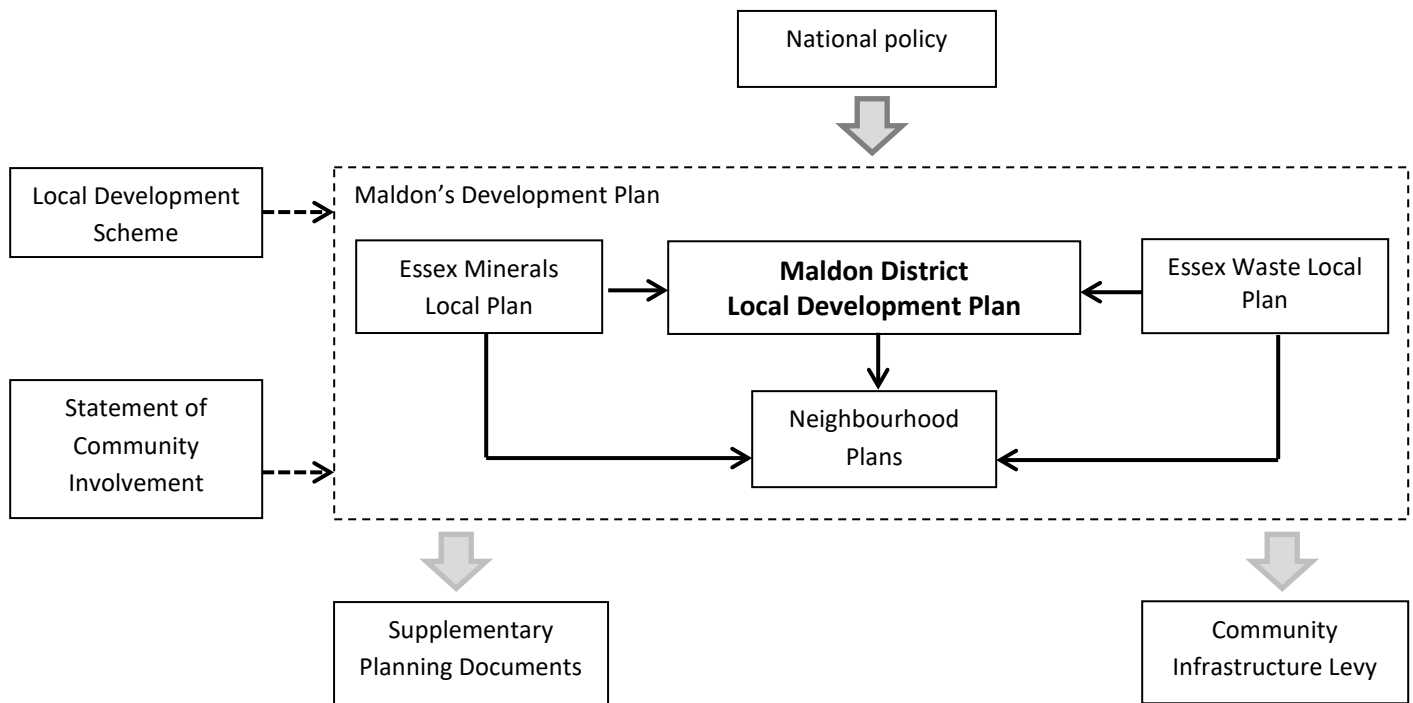 National policy
Local Development
Scheme
Maldon’s Development Plan
Essex Minerals
Local Plan
Maldon District
Local Development Plan
Essex Waste Local
Plan
Statement of
Community
Involvement
Neighbourhood
Plans
Supplementary
Planning Documents
Community
Infrastructure Levy